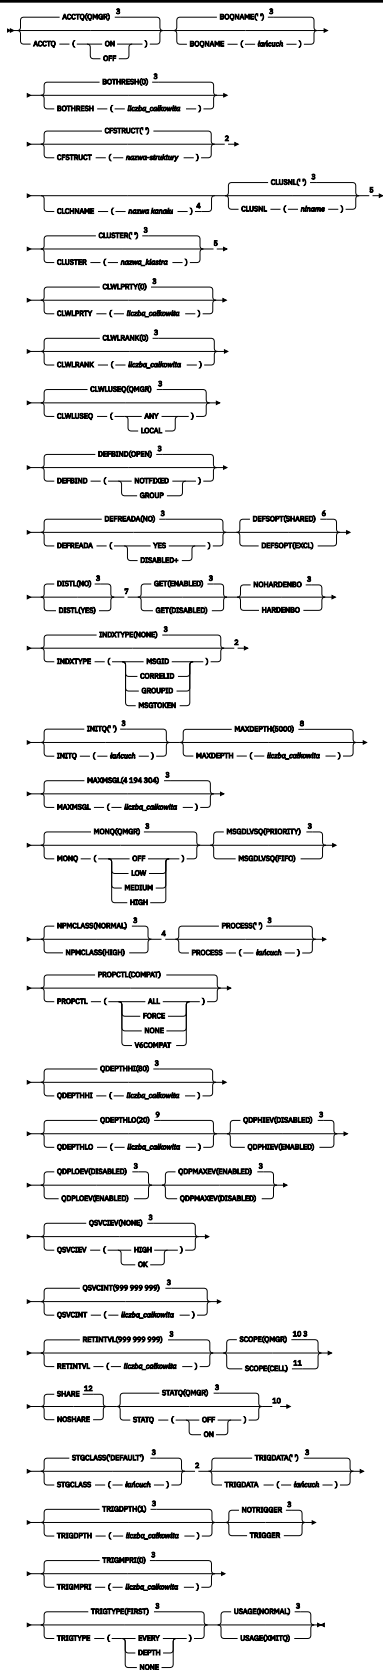 ACCTQ(QMGR) 3 BOQNAME(' ') 3
ACCTQ ( ON ) BOQNAME ( łańcuch )
OFF
BOTHRESH(0) 3
BOTHRESH ( liczba_całkowita )
CFSTRUCT(' ') 3 2
CFSTRUCT ( nazwa-struktury )
CLCHNAME ( nazwa kanału ) 4 CLUSNL(' ') 3 5
CLUSNL ( nlname )
CLUSTER(' ') 3 5
CLUSTER ( nazwa_klastra )
CLWLPRTY(0) 3
CLWLPRTY ( liczba_całkowita )
CLWLRANK(0) 3
CLWLRANK ( liczba_całkowita )
CLWLUSEQ(QMGR) 3
CLWLUSEQ ( ANY )
LOCAL
DEFBIND(OPEN) 3
DEFBIND ( NOTFIXED )
GROUP
DEFREADA(NO) 3 DEFSOPT(SHARED) 6
DEFREADA ( YES ) DEFSOPT(EXCL)
DISABLED+
DISTL(NO) 3 7 GET(ENABLED) 3 NOHARDENBO 3
DISTL(YES) GET(DISABLED) HARDENBO
INDXTYPE(NONE) 3 2
INDXTYPE ( MSGID )
CORRELID
GROUPID
MSGTOKEN
INITQ(' ') 3 MAXDEPTH(5000) 8
INITQ ( łańcuch ) MAXDEPTH ( liczba_całkowita )
MAXMSGL(4 194 304) 3
MAXMSGL ( liczba_całkowita )
MONQ(QMGR) 3 MSGDLVSQ(PRIORITY) 3
MONQ ( OFF ) MSGDLVSQ(FIFO)
LOW
MEDIUM
HIGH
NPMCLASS(NORMAL) 3 4 PROCESS(' ') 3
NPMCLASS(HIGH) PROCESS ( łańcuch )
PROPCTL(COMPAT)
PROPCTL ( ALL )
FORCE
NONE
V6COMPAT
QDEPTHHI(80) 3
QDEPTHHI ( liczba_całkowita )
QDEPTHLO(20) 9 QDPHIEV(DISABLED) 3
QDEPTHLO ( liczba_całkowita ) QDPHIEV(ENABLED)
QDPLOEV(DISABLED) 3 QDPMAXEV(ENABLED) 3
QDPLOEV(ENABLED) QDPMAXEV(DISABLED)
QSVCIEV(NONE) 3
QSVCIEV ( HIGH )
OK
QSVCINT(999 999 999) 3
QSVCINT ( liczba_całkowita )
RETINTVL(999 999 999) 3 SCOPE(QMGR) 10 3
RETINTVL ( liczba_całkowita ) SCOPE(CELL) 11
SHARE 12 STATQ(QMGR) 3 10
NOSHARE STATQ ( OFF )
ON
STGCLASS('DEFAULT') 3 2 TRIGDATA(' ') 3
STGCLASS ( łańcuch ) TRIGDATA ( łańcuch )
TRIGDPTH(1) 3 NOTRIGGER 3
TRIGDPTH ( liczba_całkowita ) TRIGGER
TRIGMPRI(0) 3
TRIGMPRI ( liczba_całkowita )
TRIGTYPE(FIRST) 3 USAGE(NORMAL) 3
TRIGTYPE ( EVERY ) USAGE(XMITQ)
DEPTH
NONE